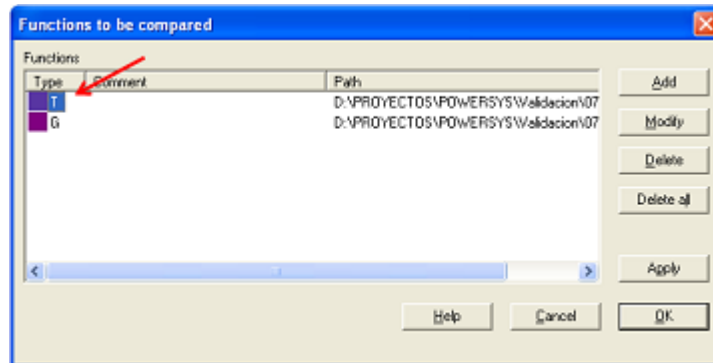 Functions to be compared
Functions
Type Comment Path
T D:\PROYECTOS\POWERSYS\Validacion\07
G D:\PROYECTOS\POWERSYS\Validacion\07
Add
Modify
Delete
Delete all
Apply
Help Cancel OK